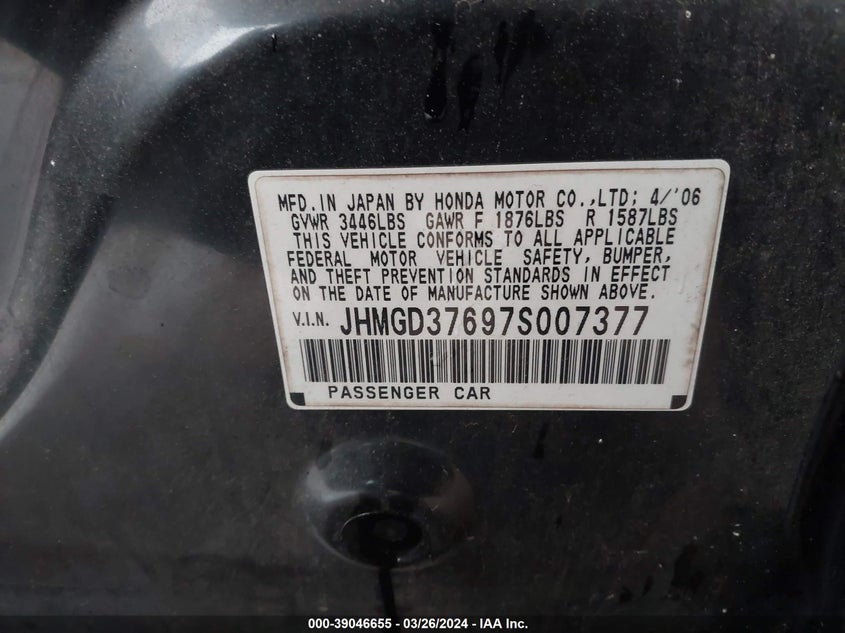 MFD. IN JAPAN BY HONDA MOTOR CO.,LTD; 4/'06
GVWR 3446LBS GAWR F 1876LBS R 1587LBS
THIS VEHICLE CONFORMS TO ALL APPLICABLE
FEDERAL MOTOR VEHICLE SAFETY, BUMPER,
AND THEFT PREVENTION STANDARDS IN EFFECT
ON THE DATE OF MANUFACTURE SHOWN ABOVE.
V.I.N. JHMGD37697S007377
PASSENGER CAR
000-39046655 — 03/26/2024 — IAA Inc.